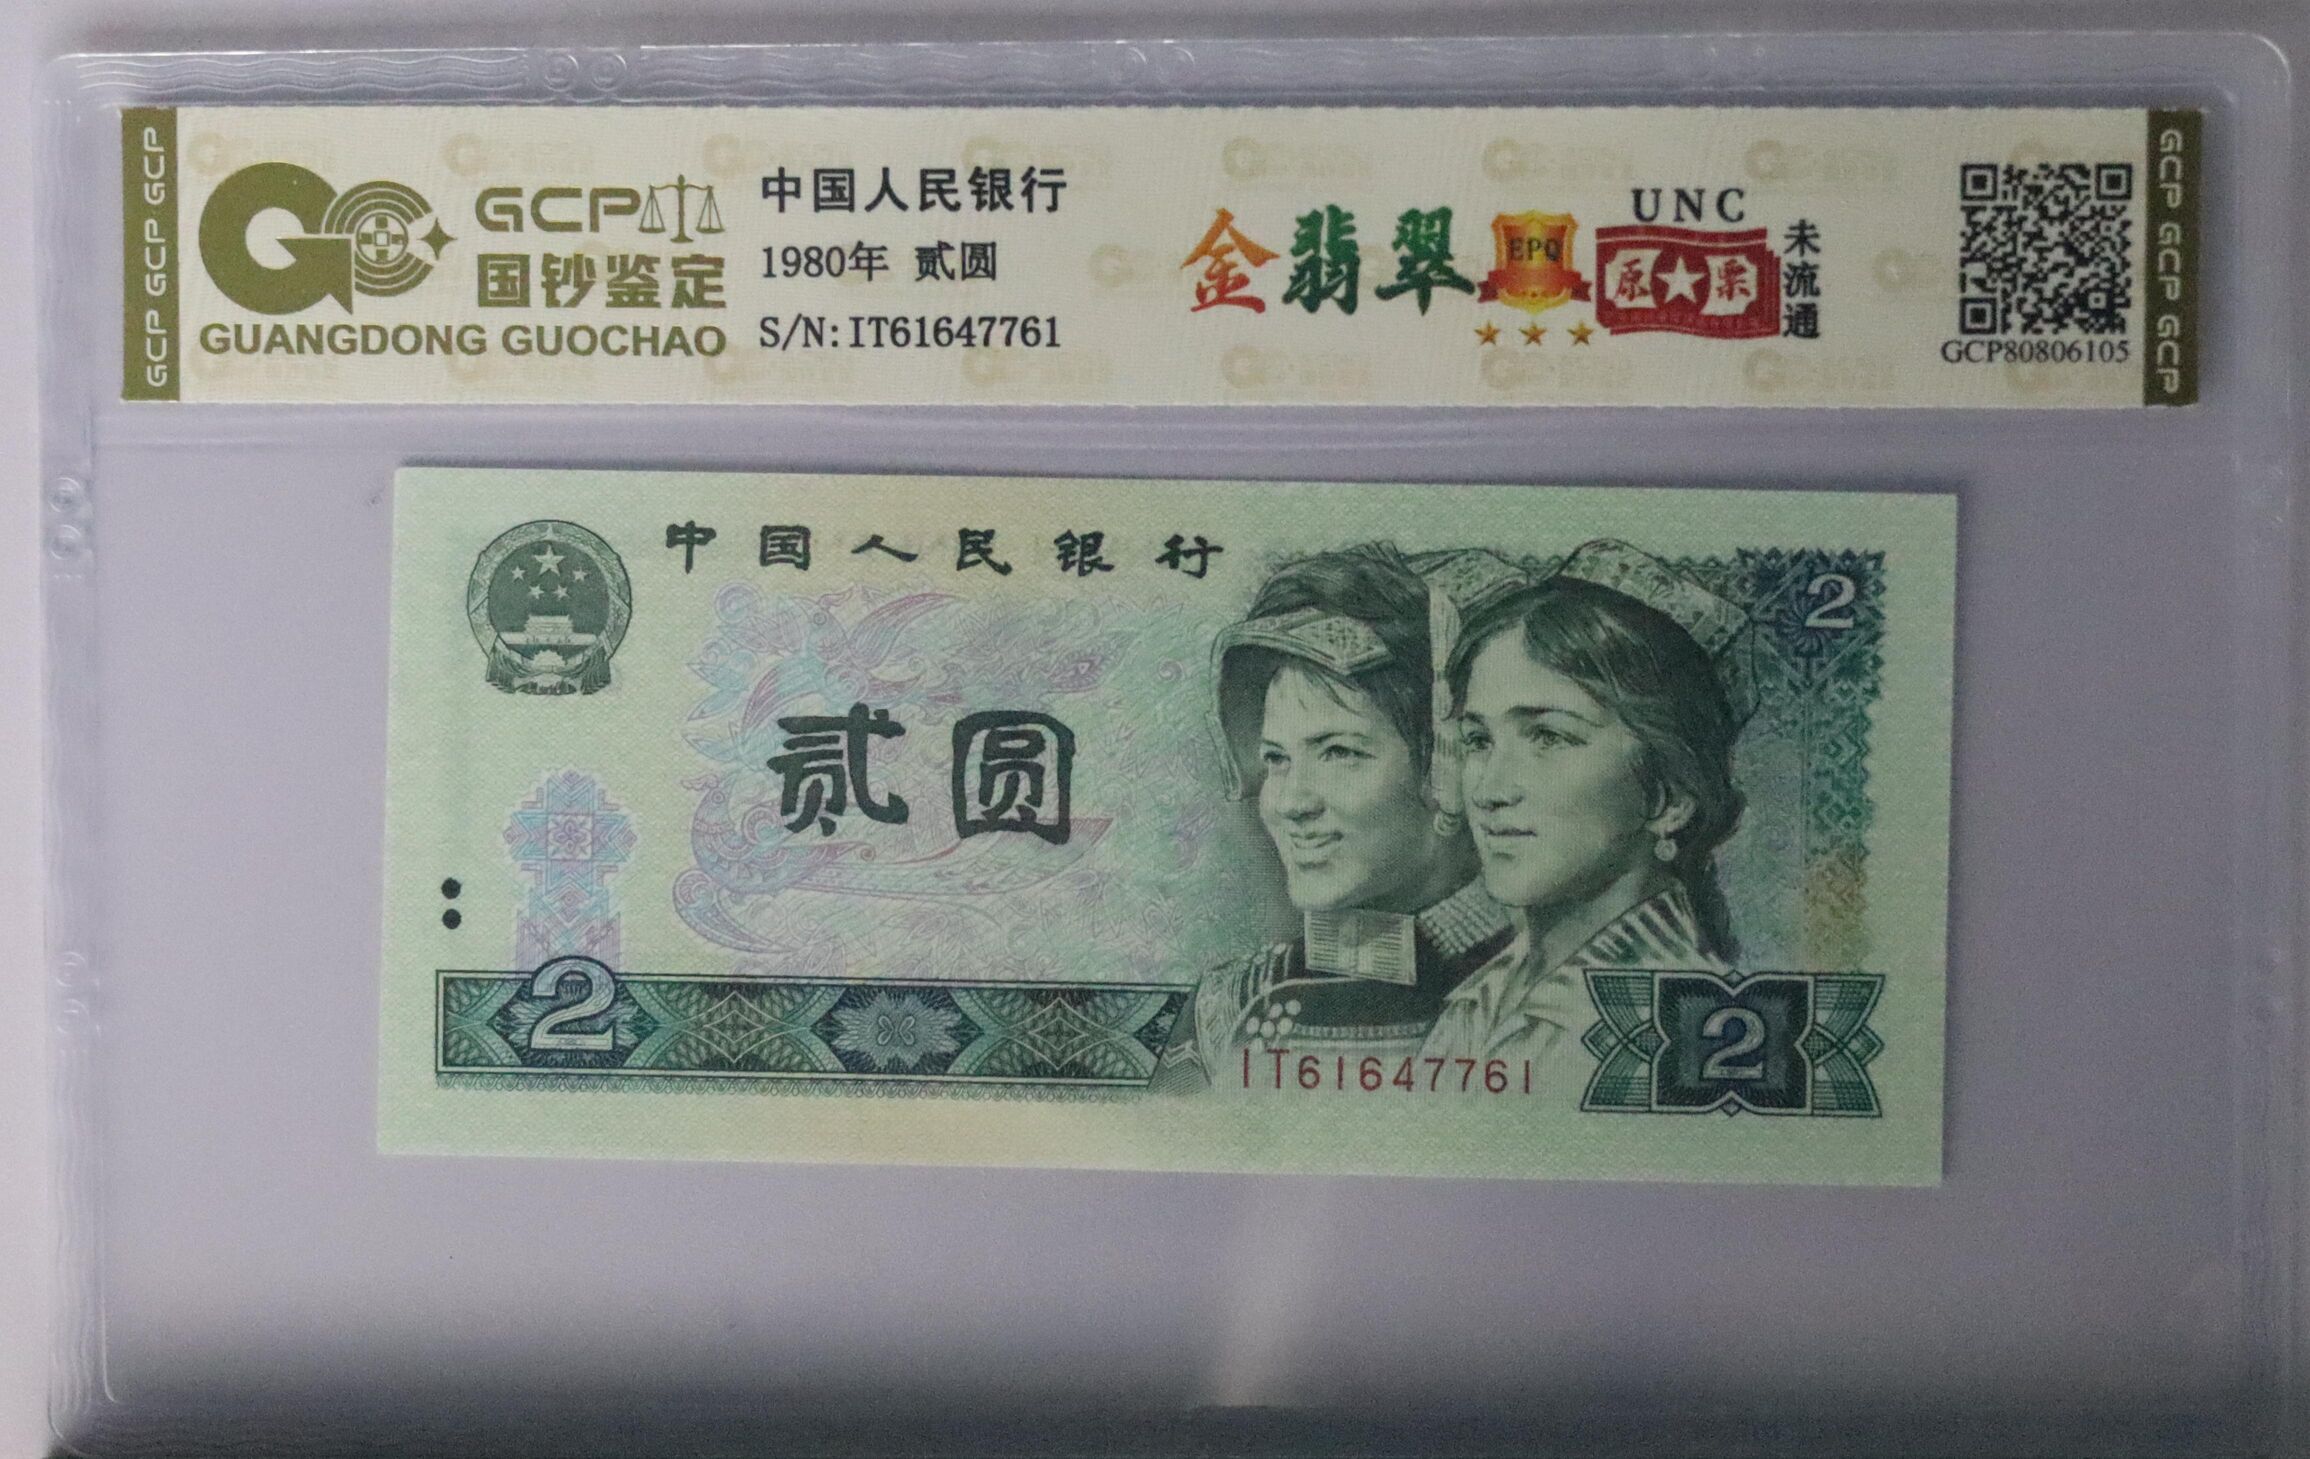 GCP GCP GCP
GCP
国钞鉴定
GUANGDONG GUOCHAO
中国人民银行
1980年 贰圆
S/N:IT61647761
金翡翠
EPQ
UNC
原★票
未流通
GCP80806105
GCP GCP GCP
中国人民银行
贰圆
2
2
2
IT61647761